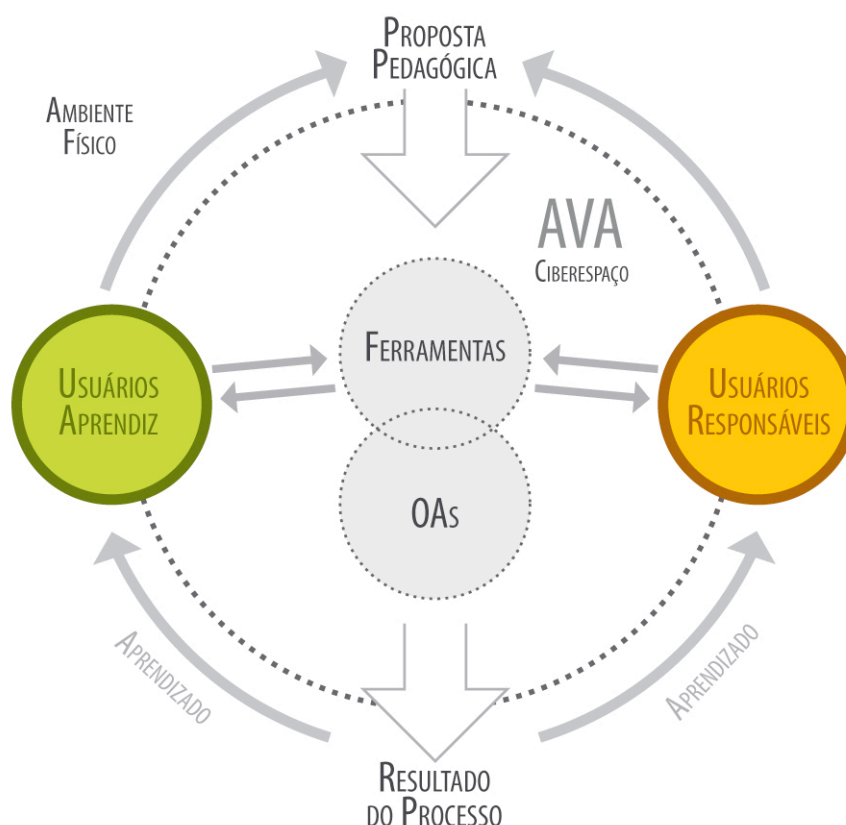 PROPOSTA
PEDAGÓGICA
AMBIENTE
FÍSICO
AVA
CIBERESPAÇO
FERRAMENTAS
USUÁRIOS
APRENDIZ
USUÁRIOS
RESPONSÁVEIS
OAS
APRENDIZADO
APRENDIZADO
RESULTADO
DO PROCESSO